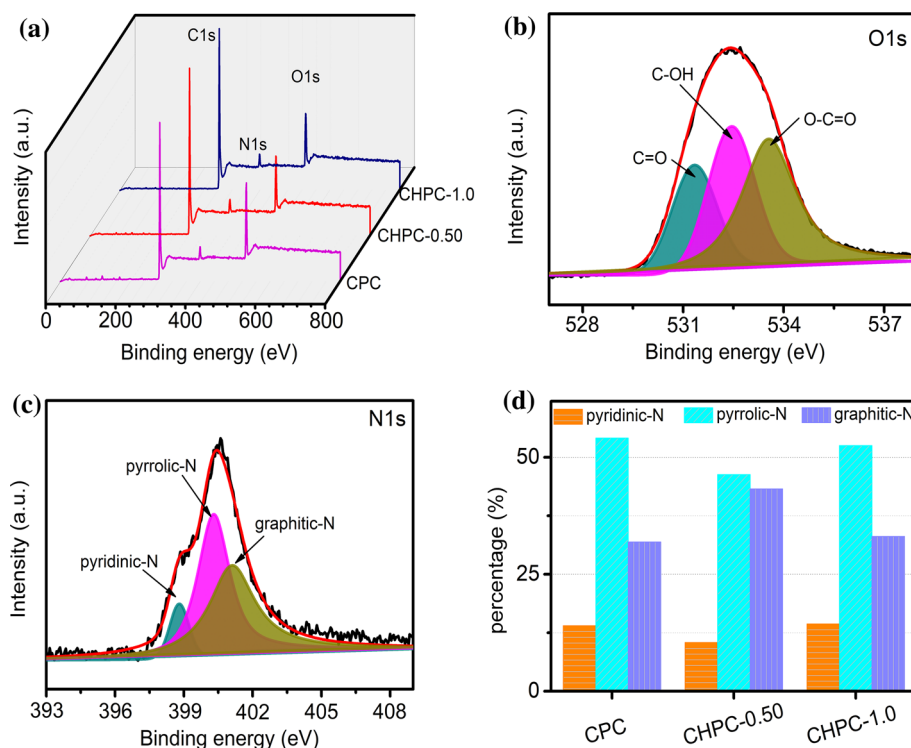 (a)
C1s
O1s
N1s
CHPC-1.0
CHPC-0.50
CPC
Intensity (a.u.)
0 200 400 600 800
Binding energy (eV)
(b)
O1s
C-OH
O-C=O
C=O
Intensity (a.u.)
528 531 534 537
Binding energy (eV)
(c)
N1s
pyrrolic-N
graphitic-N
pyridinic-N
Intensity (a.u.)
393 396 399 402 405 408
Binding energy (eV)
(d)
pyridinic-N pyrrolic-N graphitic-N
50
25
0
percentage (%)
CPC CHPC-0.50 CHPC-1.0